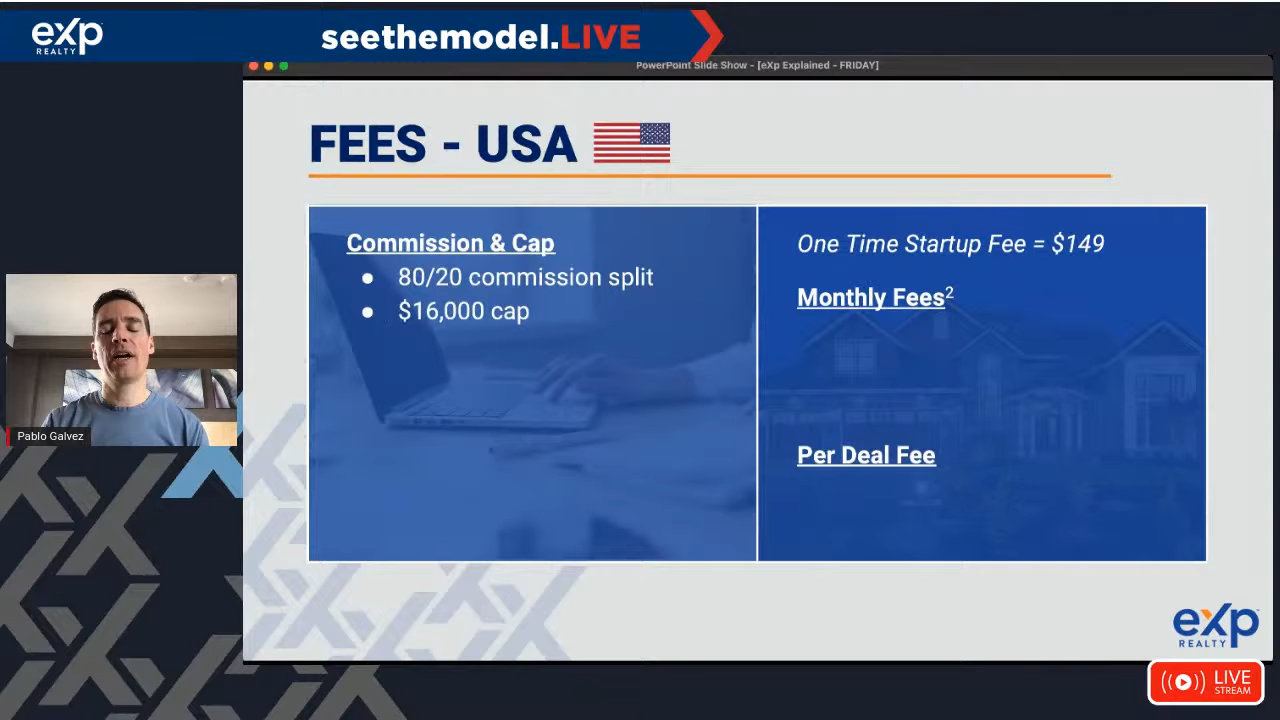 eXp
REALTY
seethemodel.LIVE
PowerPoint Slide Show - [eXp Explained - FRIDAY]
FEES - USA
Commission & Cap
● 80/20 commission split
● $16,000 cap
One Time Startup Fee = $149
Monthly Fees²
Per Deal Fee
Pablo Galvez
eXp
REALTY
LIVE
STREAM